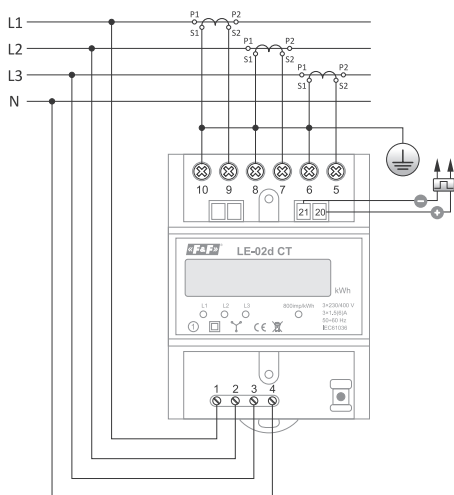 P1 P2
L1
S1 S2
P1 P2
L2
S1 S2
P1 P2
L3
S1 S2
N
10 9 8 7 6 5
21 20
F&F LE-02d CT
kWh
L1 L2 L3 800imp/kWh
3×230/400 V
3×1,5(6)A
50÷60 Hz
IEC61036
1
CE
1 2 3 4